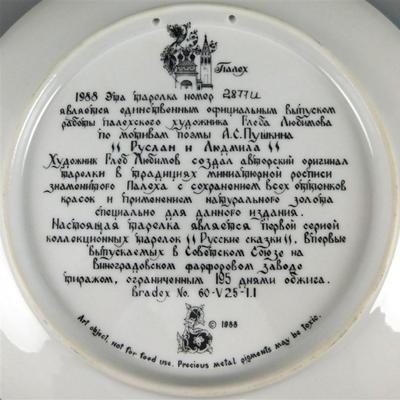 Палех
1988 Эта тарелка номер 2877И
является единственным официальным выпуском
работы палехского художника Глеба Любимова
по мотивам поэмы А.С.Пушкина
"Руслан и Людмила"
Художник Глеб Любимов создал авторский оригинал
тарелки в традициях миниатюрной росписи
знаменитого Палеха с сохранением всех оттенков
красок и применением натурального золота
специально для данного издания.
Настоящая тарелка является первой серией
коллекционных тарелок "Русские сказки". Впервые
выпускаемых в Советском Союзе на
Виноградовском фарфоровом заводе
тиражом, ограниченным 195 днями обжига.
Bradex No. 60-V25-1.1
© 1988
Art object, not for food use. Precious metal pigments may be toxic.